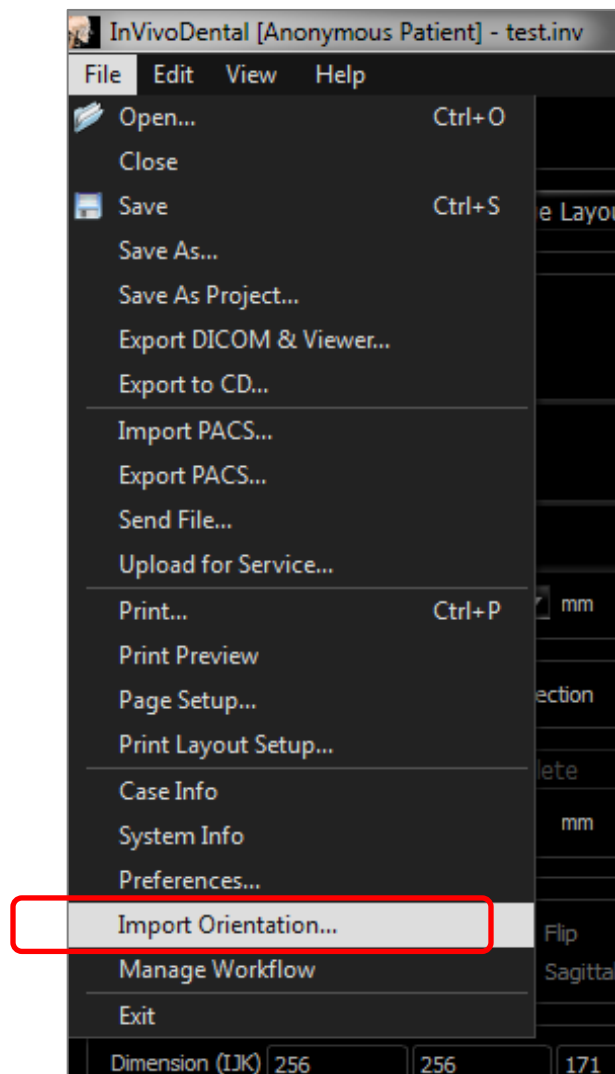 InVivoDental [Anonymous Patient] - test.inv
File Edit View Help
Open... Ctrl+O
Close
Save Ctrl+S
Save As...
Save As Project...
Export DICOM & Viewer...
Export to CD...
Import PACS...
Export PACS...
Send File...
Upload for Service...
Print... Ctrl+P
mm
Print Preview
Page Setup...
Print Layout Setup...
Case Info
System Info
mm
Preferences...
Import Orientation...
Flip
Manage Workflow
Exit
Dimension (IJK) 256 256 171